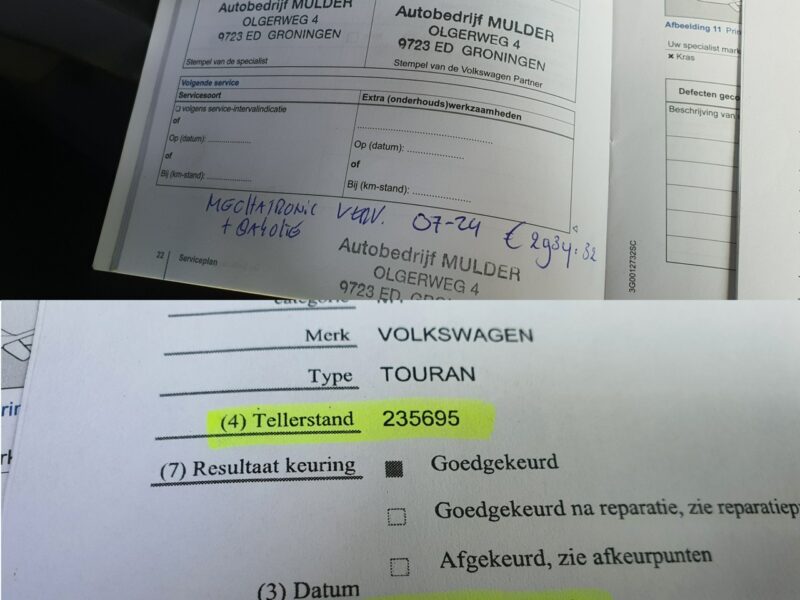 Autobedrijf MULDER
OLGERWEG 4
9723 ED GRONINGEN
Stempel van de specialist
Autobedrijf MULDER
OLGERWEG 4
9723 ED GRONINGEN
Stempel van de Volkswagen Partner
Volgende service
Servicesoort
volgens service-intervalindicatie
of
Op (datum):
of
Bij (km-stand):
Extra (onderhouds)werkzaamheden
Op (datum):
of
Bij (km-stand):
MECHATRONIC VERV. 07-24 € 2934:32
+
Autobedrijf MULDER
OLGERWEG 4
9723 ED
22 Serviceplan
3G0012732SC
Afbeelding 11
Uw specialist
Kras
Defecten
Beschrijving van
Merk VOLKSWAGEN
Type TOURAN
(4) Tellerstand 235695
(7) Resultaat keuring Goedgekeurd
Goedgekeurd na reparatie, zie
Afgekeurd, zie afkeurpunten
(3) Datum